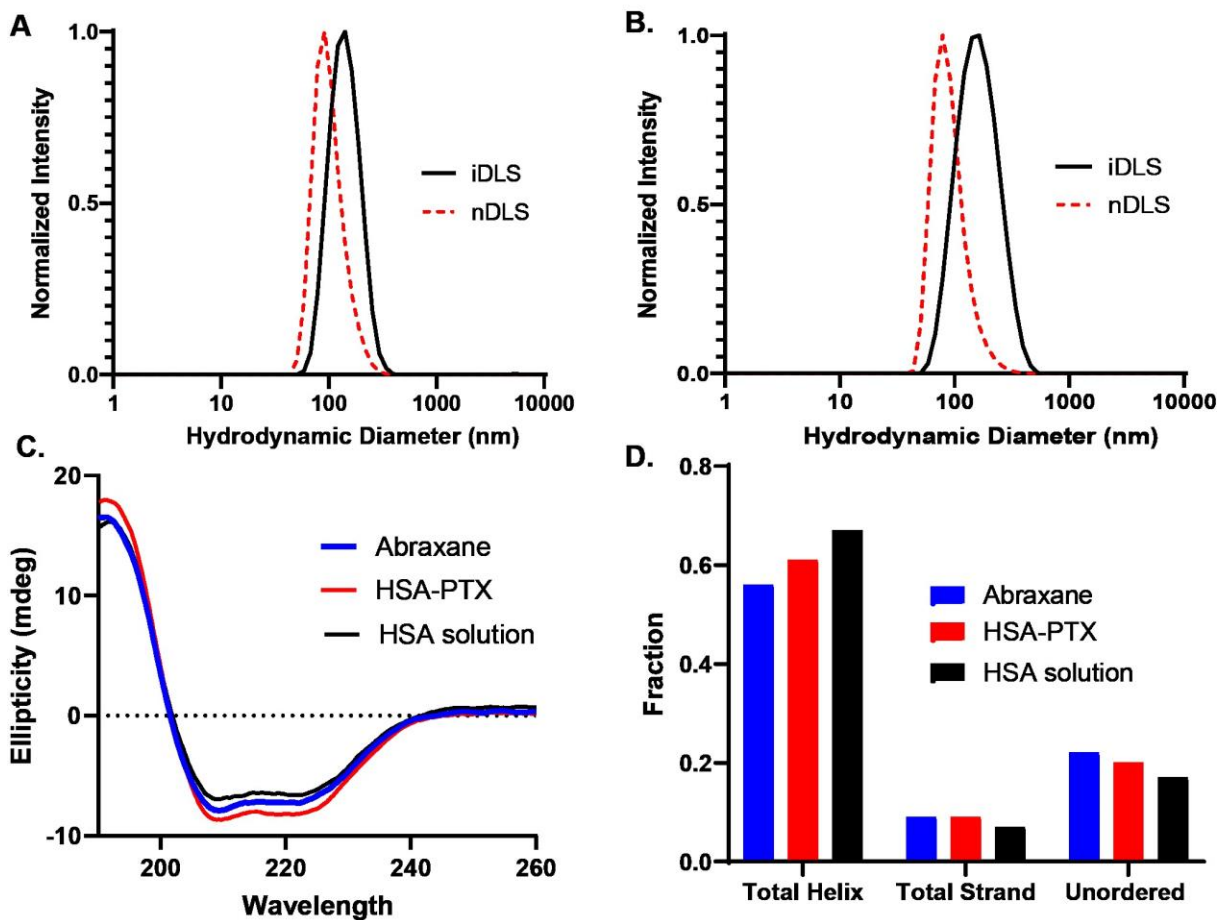 A
1.0
Normalized Intensity
0.5
0.0
iDLS
nDLS
1 10 100 1000 10000
Hydrodynamic Diameter (nm)
B.
1.0
Normalized Intensity
0.5
0.0
iDLS
nDLS
1 10 100 1000 10000
Hydrodynamic Diameter (nm)
C.
20
10
0
-10
Ellipticity (mdeg)
Abraxane
HSA-PTX
HSA solution
200 220 240 260
Wavelength
D.
0.8
0.6
0.4
0.2
0.0
Fraction
Abraxane
HSA-PTX
HSA solution
Total Helix Total Strand Unordered